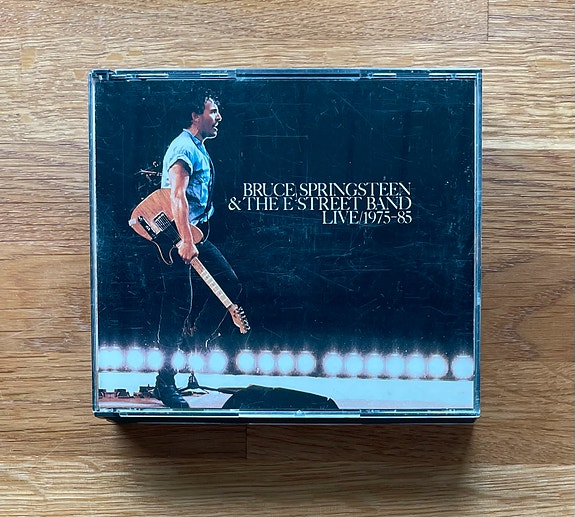 BRUCE SPRINGSTEEN
& THE E STREET BAND
LIVE/1975-85